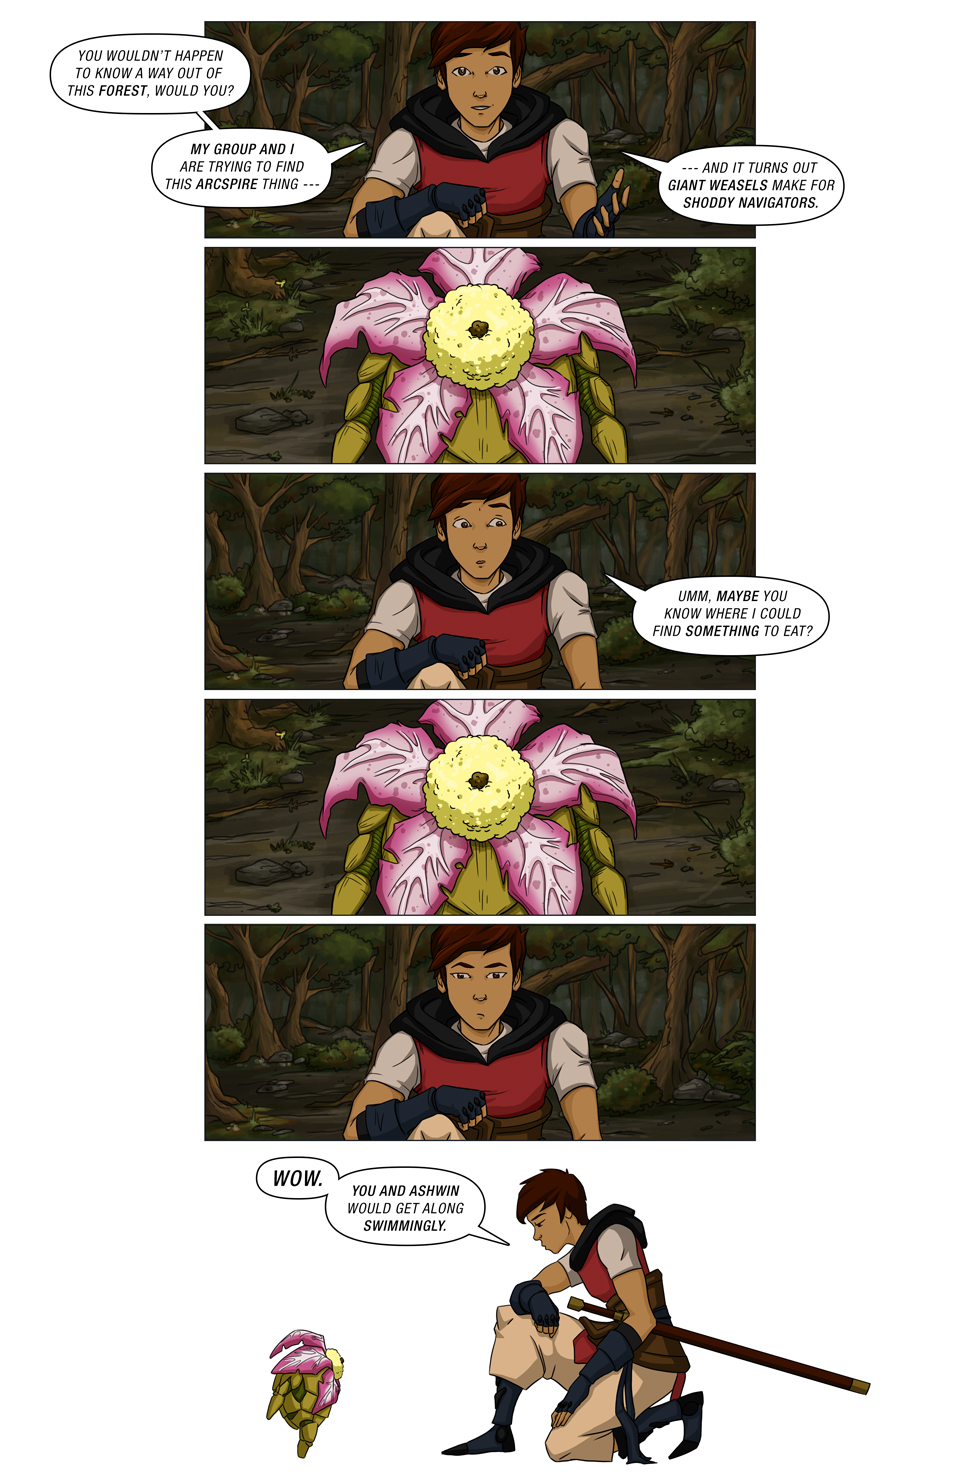 YOU WOULDN'T HAPPEN
TO KNOW A WAY OUT OF
THIS FOREST, WOULD YOU?
MY GROUP AND I
ARE TRYING TO FIND
THIS ARCSPIRE THING ---
--- AND IT TURNS OUT
GIANT WEASELS MAKE FOR
SHODDY NAVIGATORS.
UMM, MAYBE YOU
KNOW WHERE I COULD
FIND SOMETHING TO EAT?
WOW.
YOU AND ASHWIN
WOULD GET ALONG
SWIMMINGLY.